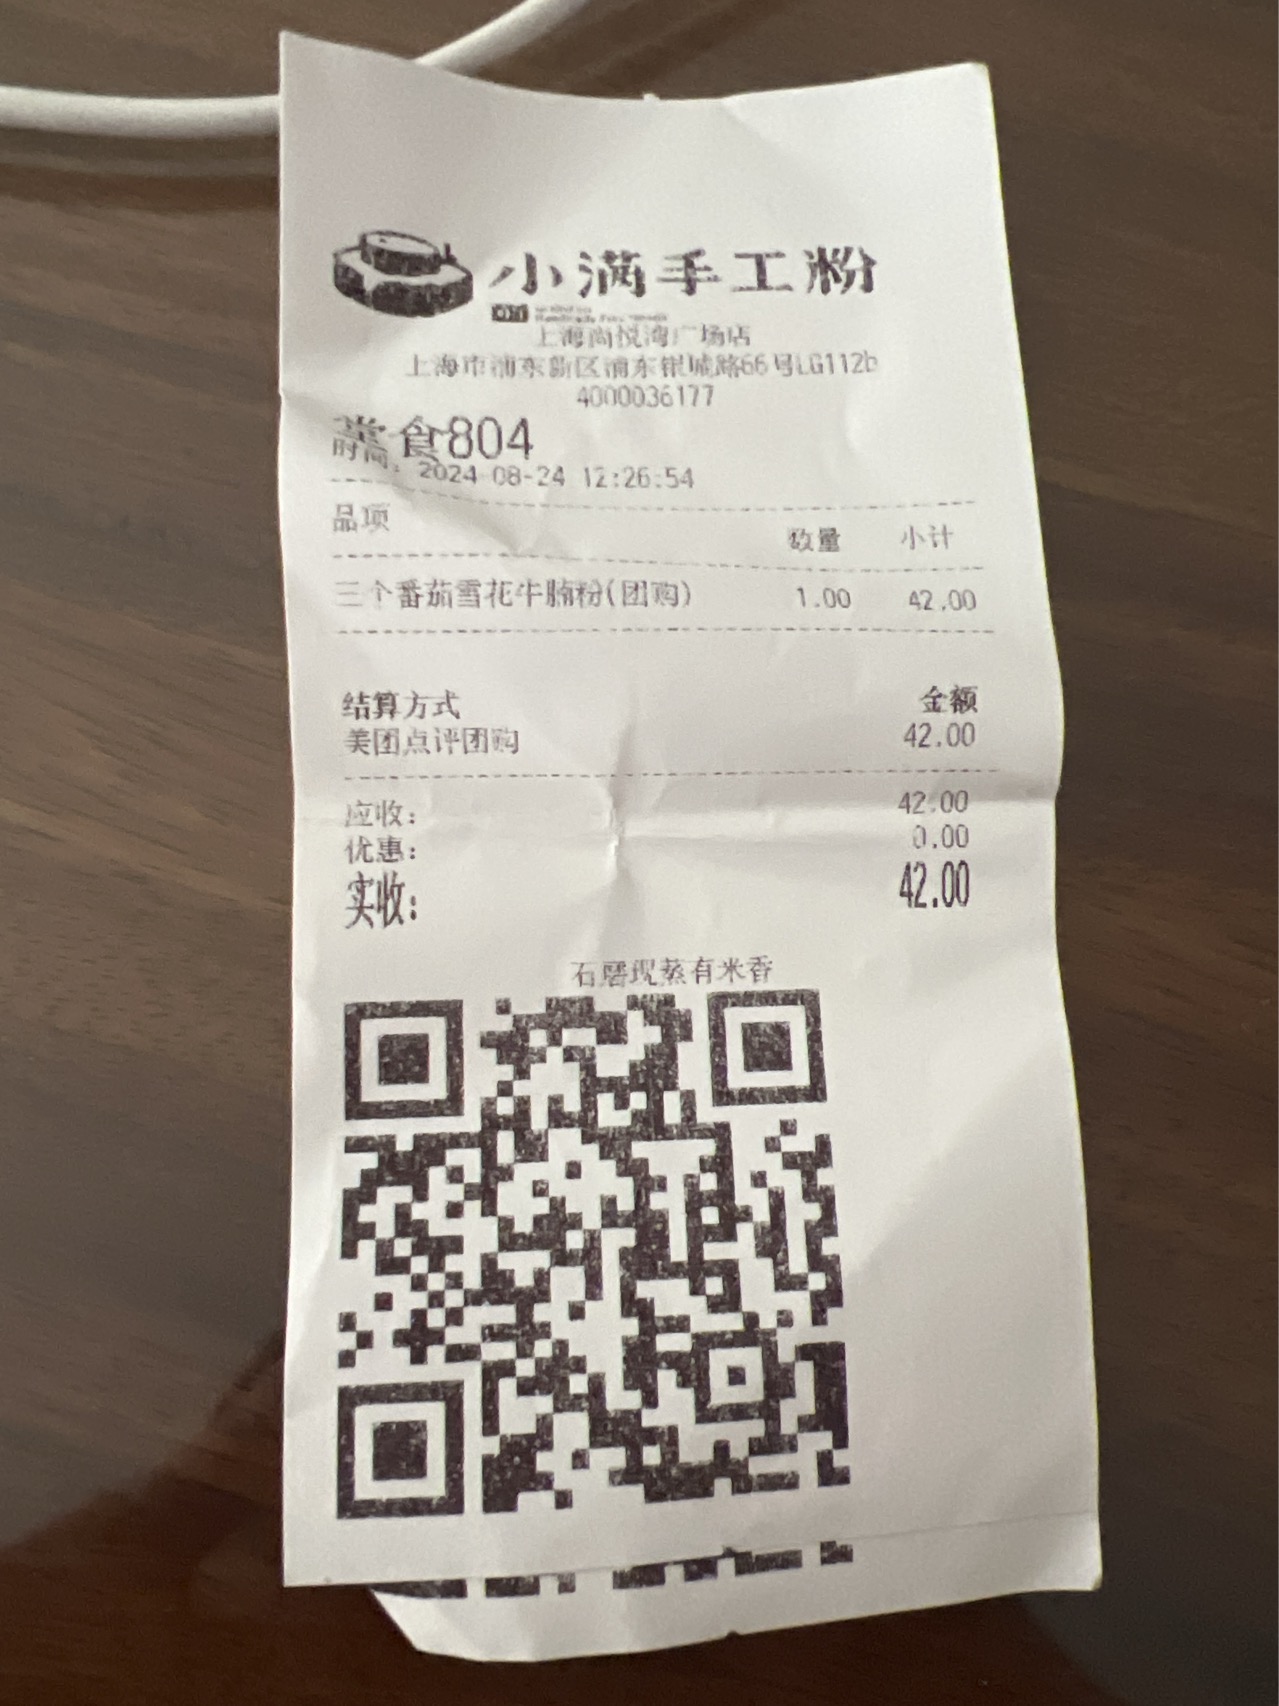 小满手工粉
上海尚悦湾广场店
上海市浦东新区浦东银城路66号LG112b
4000036177
堂食804
时间: 2024-08-24 12:26:54
品项 数量 小计
三个番茄雪花牛腩粉(团购) 1.00 42.00
结算方式 金额
美团点评团购 42.00
应收: 42.00
优惠: 0.00
实收: 42.00
石磨现蒸有米香